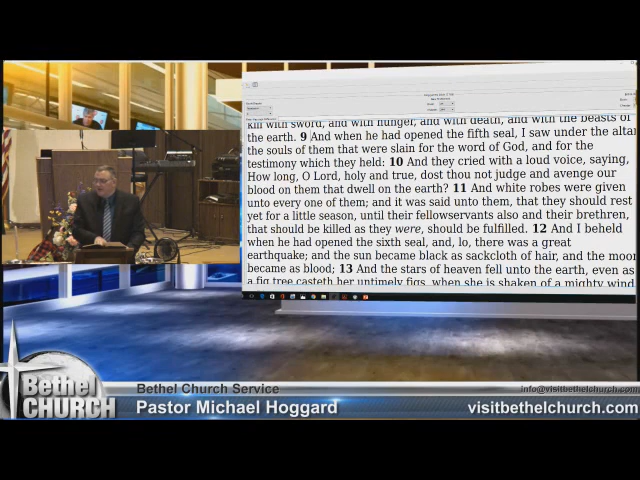 kill with sword, and with hunger, and with death, and with the beasts of
the earth. 9 And when he had opened the fifth seal, I saw under the altar
the souls of them that were slain for the word of God, and for the
testimony which they held: 10 And they cried with a loud voice, saying,
How long, O Lord, holy and true, dost thou not judge and avenge our
blood on them that dwell on the earth? 11 And white robes were given
unto every one of them; and it was said unto them, that they should rest
yet for a little season, until their fellowservants also and their brethren,
that should be killed as they were, should be fulfilled. 12 And I beheld
when he had opened the sixth seal, and, lo, there was a great
earthquake; and the sun became black as sackcloth of hair, and the moon
became as blood; 13 And the stars of heaven fell unto the earth, even as
a fig tree casteth her untimely figs, when she is shaken of a mighty wind
Bethel
CHURCH
Bethel Church Service
info@visitbethelchurch.com
Pastor Michael Hoggard
visitbethelchurch.com